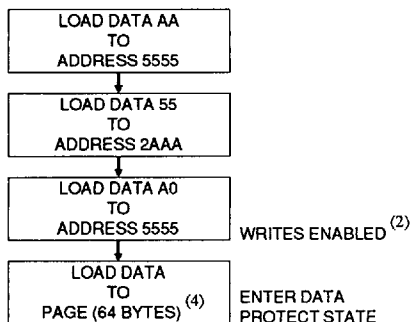 LOAD DATA AA
TO
ADDRESS 5555
LOAD DATA 55
TO
ADDRESS 2AAA
LOAD DATA A0
TO
ADDRESS 5555
WRITES ENABLED (2)
LOAD DATA
TO
PAGE (64 BYTES) (4)
ENTER DATA
PROTECT STATE